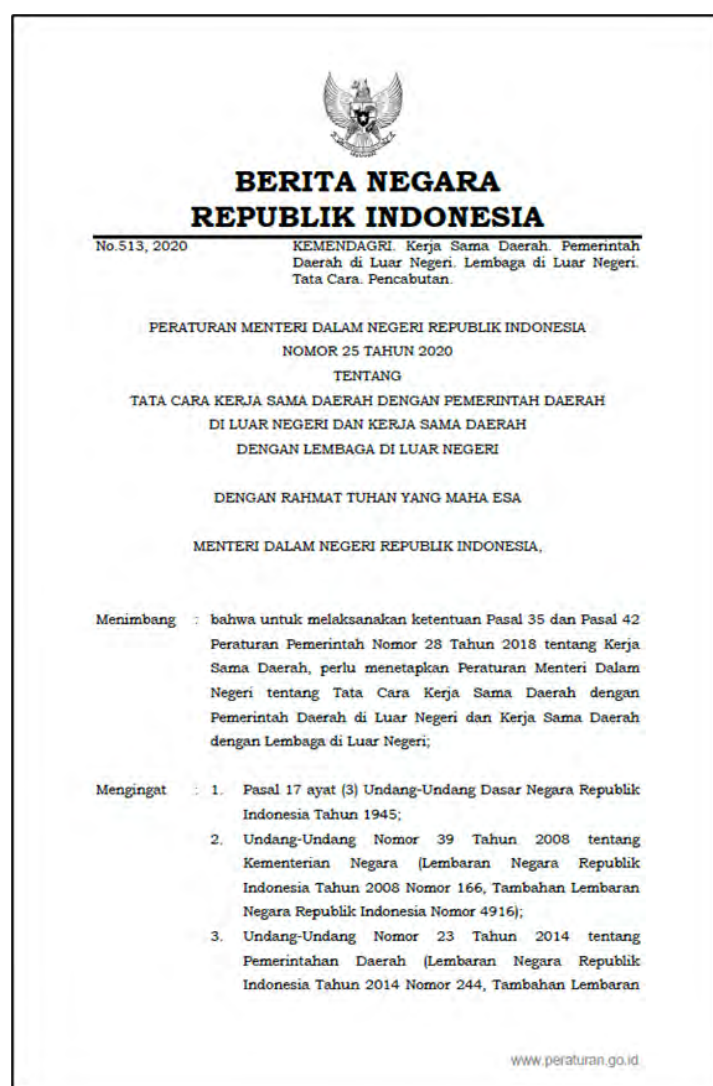 BERITA NEGARA
REPUBLIK INDONESIA
No.513, 2020
KEMENDAGRI. Kerja Sama Daerah. Pemerintah
Daerah di Luar Negeri. Lembaga di Luar Negeri.
Tata Cara. Pencabutan.
PERATURAN MENTERI DALAM NEGERI REPUBLIK INDONESIA
NOMOR 25 TAHUN 2020
TENTANG
TATA CARA KERJA SAMA DAERAH DENGAN PEMERINTAH DAERAH
DI LUAR NEGERI DAN KERJA SAMA DAERAH
DENGAN LEMBAGA DI LUAR NEGERI
DENGAN RAHMAT TUHAN YANG MAHA ESA
MENTERI DALAM NEGERI REPUBLIK INDONESIA,
Menimbang : bahwa untuk melaksanakan ketentuan Pasal 35 dan Pasal 42
Peraturan Pemerintah Nomor 28 Tahun 2018 tentang Kerja
Sama Daerah, perlu menetapkan Peraturan Menteri Dalam
Negeri tentang Tata Cara Kerja Sama Daerah dengan
Pemerintah Daerah di Luar Negeri dan Kerja Sama Daerah
dengan Lembaga di Luar Negeri;
Mengingat : 1. Pasal 17 ayat (3) Undang-Undang Dasar Negara Republik
Indonesia Tahun 1945;
2. Undang-Undang Nomor 39 Tahun 2008 tentang
Kementerian Negara (Lembaran Negara Republik
Indonesia Tahun 2008 Nomor 166, Tambahan Lembaran
Negara Republik Indonesia Nomor 4916);
3. Undang-Undang Nomor 23 Tahun 2014 tentang
Pemerintahan Daerah (Lembaran Negara Republik
Indonesia Tahun 2014 Nomor 244, Tambahan Lembaran
www.peraturan.go.id